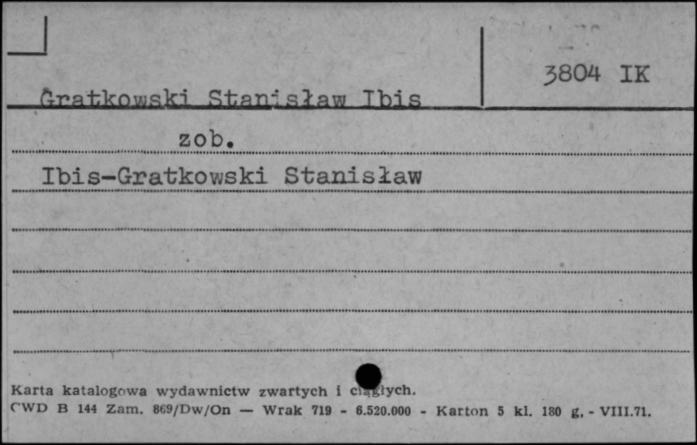 3804 IK
Gratkowski Stanisław Ibis
zob.
Ibis-Gratkowski Stanisław
Karta katalogowa wydawnictw zwartych i ciągłych.
CWD B 144 Zam. 869/Dw/On — Wrak 719 - 6.520.000 - Karton 5 kl. 180 g, - VIII.71.